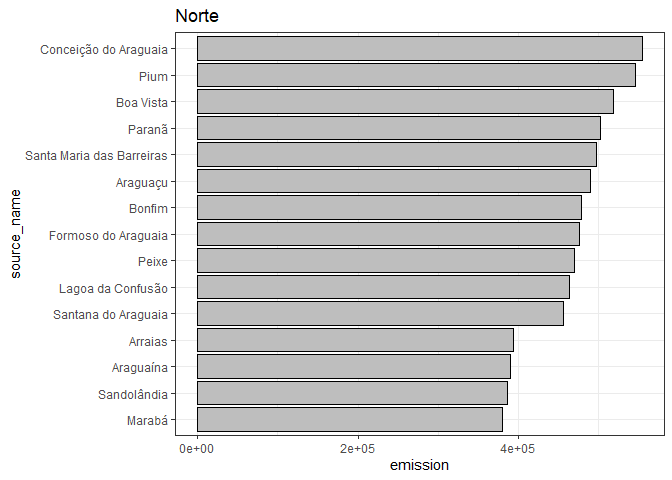 Norte
source_name
Conceição do Araguaia
Pium
Boa Vista
Paranã
Santa Maria das Barreiras
Araguaçu
Bonfim
Formoso do Araguaia
Peixe
Lagoa da Confusão
Santana do Araguaia
Arraias
Araguaína
Sandolândia
Marabá
0e+00 2e+05 4e+05
emission